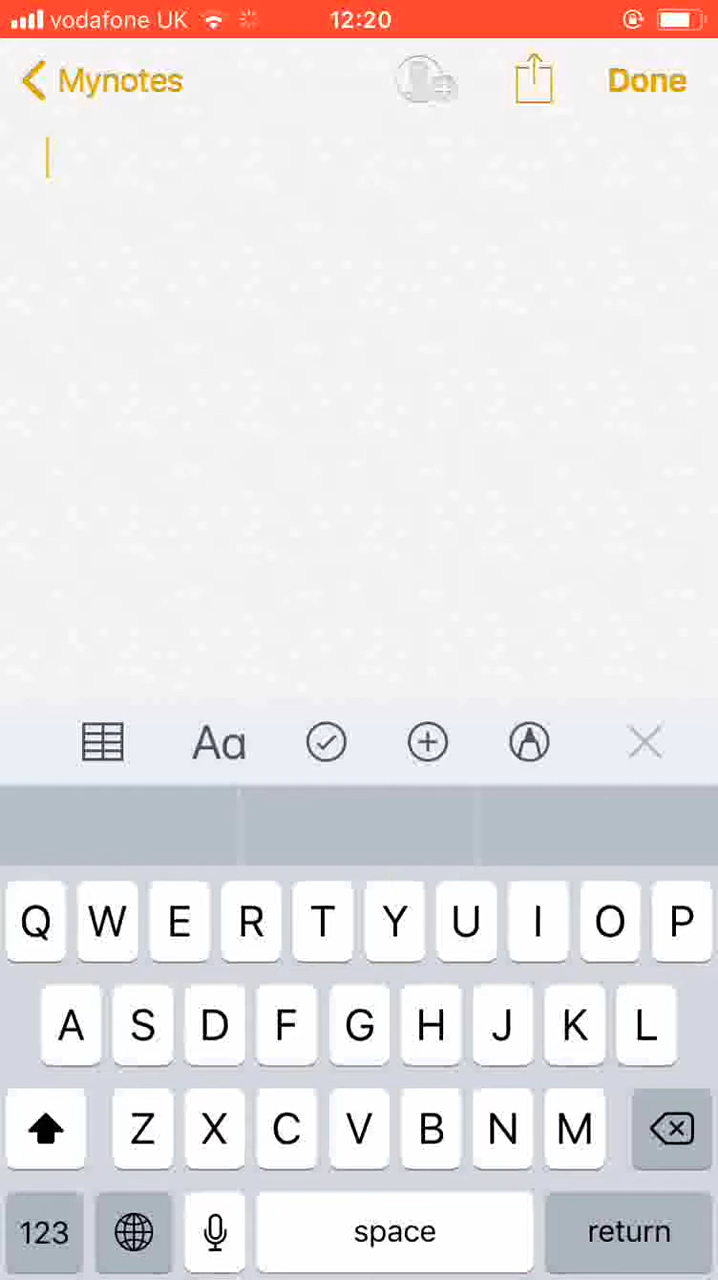 vodafone UK 12:20
Mynotes Done
Aa
Q W E R T Y U I O P
A S D F G H J K L
Z X C V B N M
123 space return